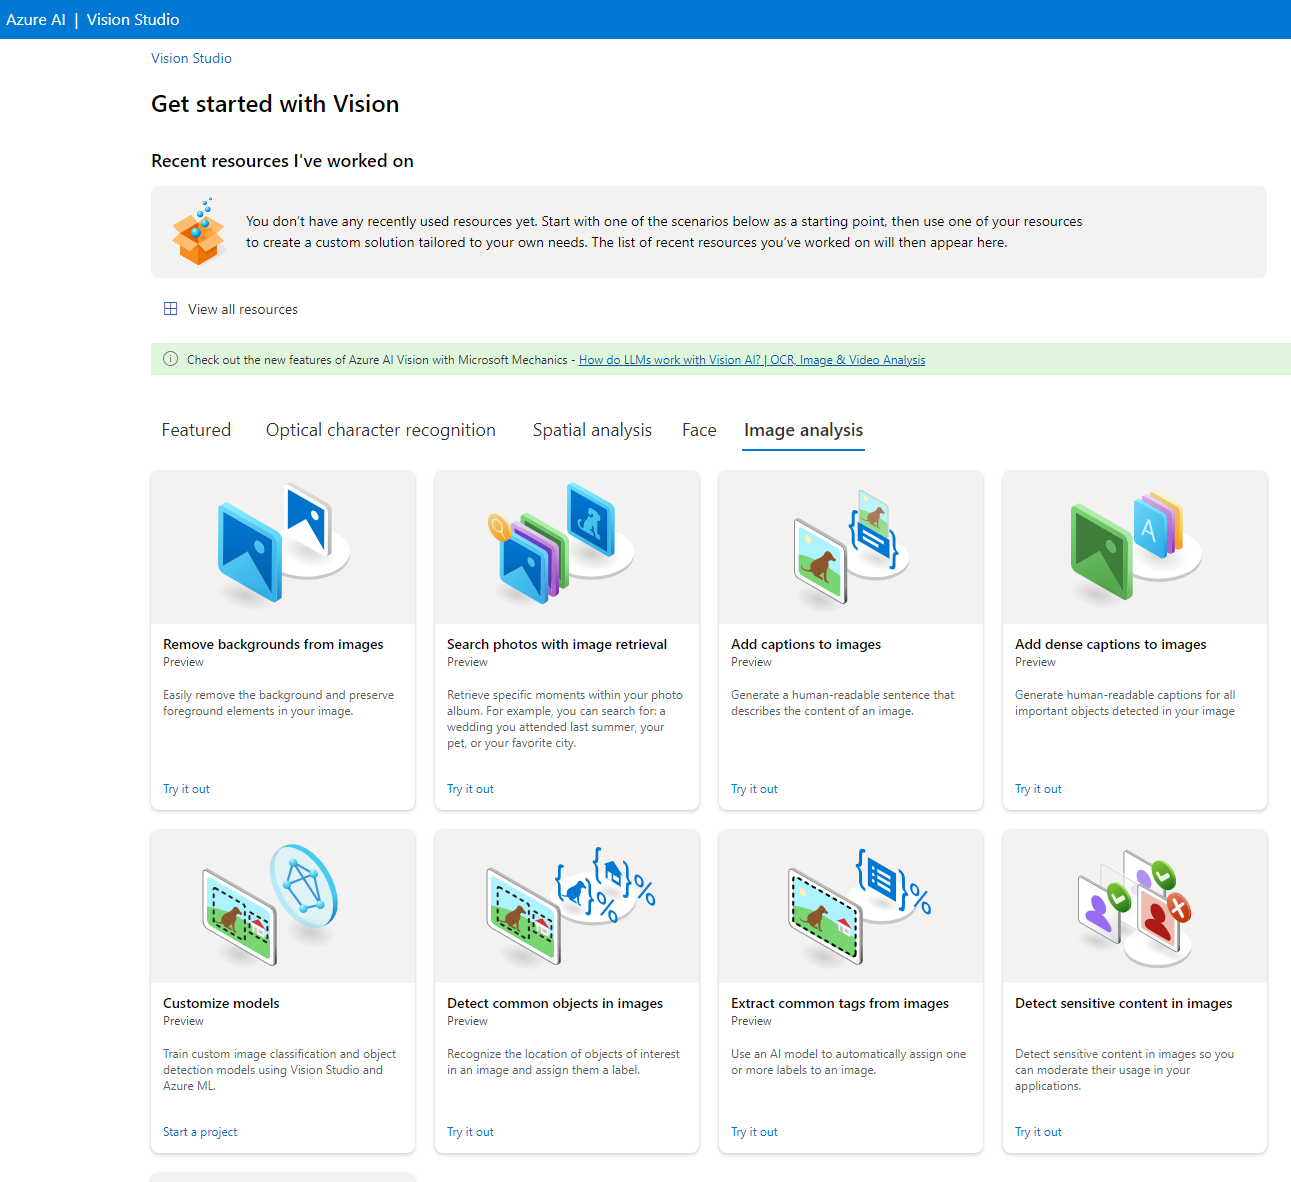 Azure AI | Vision Studio
Vision Studio
Get started with Vision
Recent resources I've worked on
You don't have any recently used resources yet. Start with one of the scenarios below as a starting point, then use one of your resources
to create a custom solution tailored to your own needs. The list of recent resources you've worked on will then appear here.
View all resources
Check out the new features of Azure AI Vision with Microsoft Mechanics - How do LLMs work with Vision AI? | OCR, Image & Video Analysis
Featured Optical character recognition Spatial analysis Face Image analysis
A
Remove backgrounds from images
Preview
Easily remove the background and preserve
foreground elements in your image.
Try it out
Search photos with image retrieval
Preview
Retrieve specific moments within your photo
album. For example, you can search for: a
wedding you attended last summer, your
pet, or your favorite city.
Try it out
Add captions to images
Preview
Generate a human-readable sentence that
describes the content of an image.
Try it out
Add dense captions to images
Preview
Generate human-readable captions for all
important objects detected in your image
Try it out
Customize models
Preview
Train custom image classification and object
detection models using Vision Studio and
Azure ML.
Start a project
{ } { } % %
Detect common objects in images
Preview
Recognize the location of objects of interest
in an image and assign them a label.
Try it out
{ } %
Extract common tags from images
Preview
Use an AI model to automatically assign one
or more labels to an image.
Try it out
Detect sensitive content in images
Detect sensitive content in images so you
can moderate their usage in your
applications.
Try it out